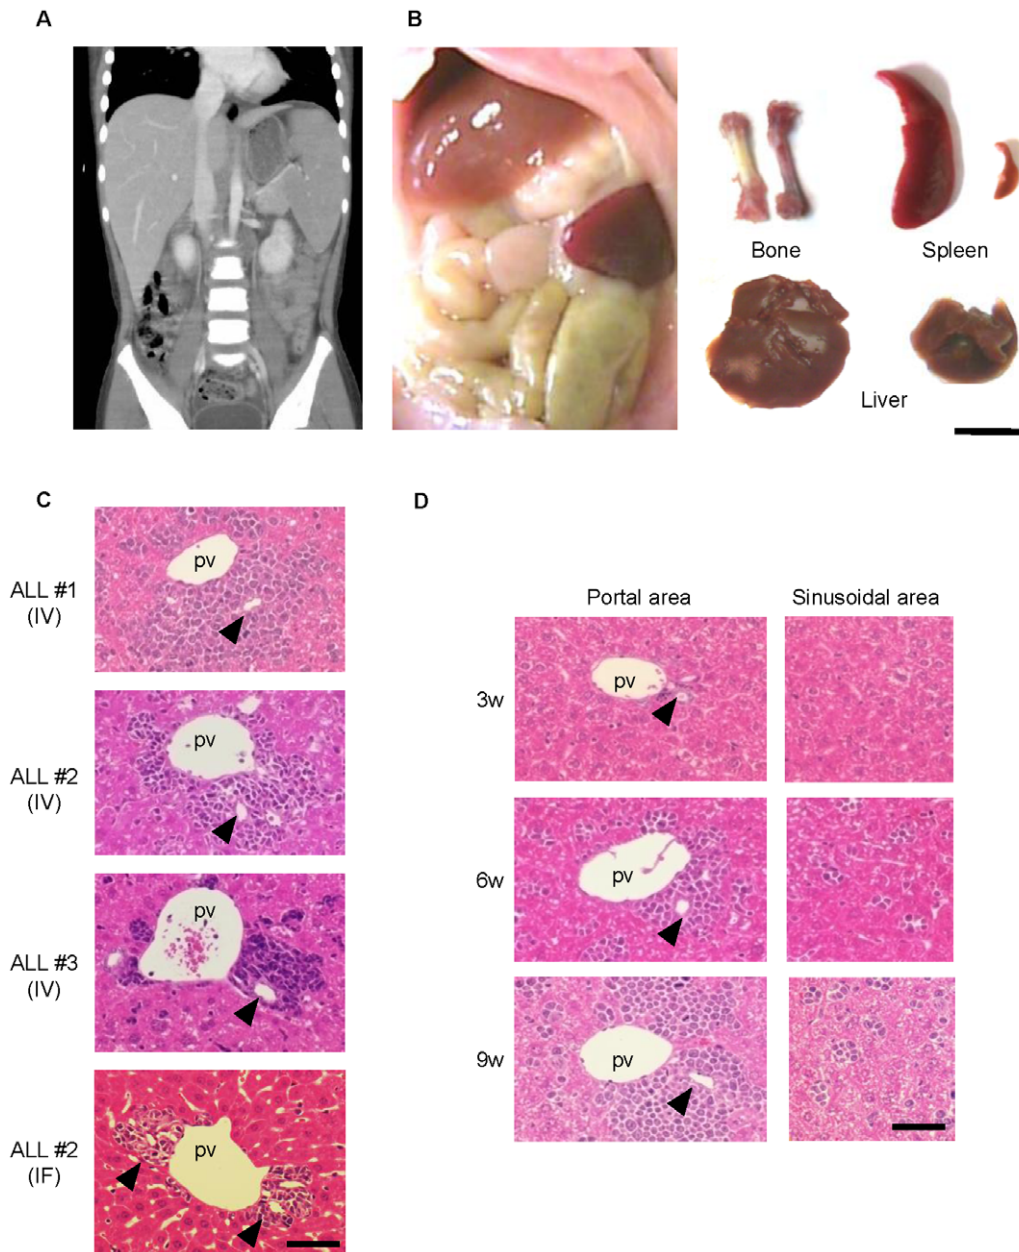 A
B
Bone
Spleen
Liver
C
D
ALL #1
(IV)
pv
ALL #2
(IV)
pv
ALL #3
(IV)
pv
ALL #2
(IF)
pv
Portal area
Sinusoidal area
3w
pv
6w
pv
9w
pv